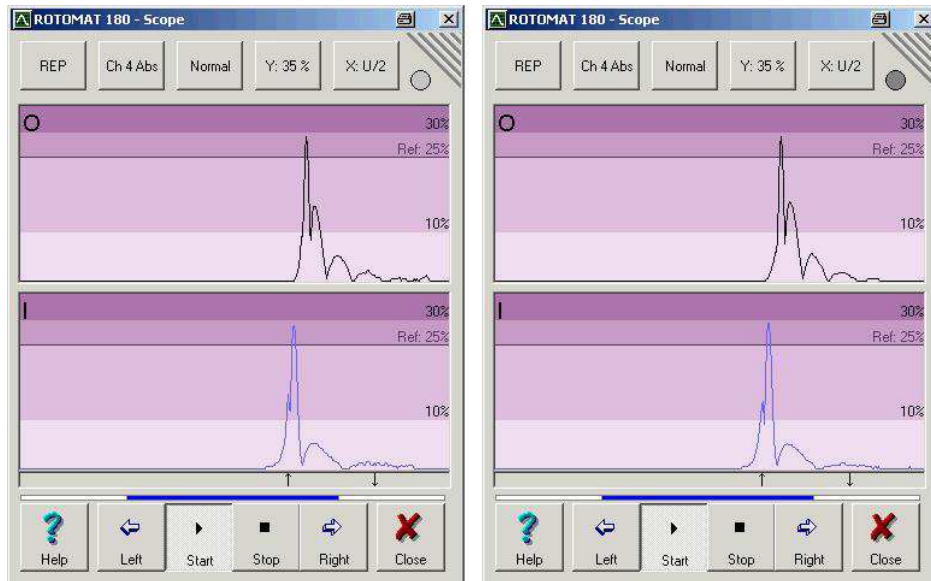 ROTOMAT 180 - Scope
REP Ch 4 Abs Normal Y: 35 % X: U/2
O
30%
Ref: 25%
10%
I
30%
Ref: 25%
10%
Help Left Start Stop Right Close
ROTOMAT 180 - Scope
REP Ch 4 Abs Normal Y: 35 % X: U/2
O
30%
Ref: 25%
10%
I
30%
Ref: 25%
10%
Help Left Start Stop Right Close